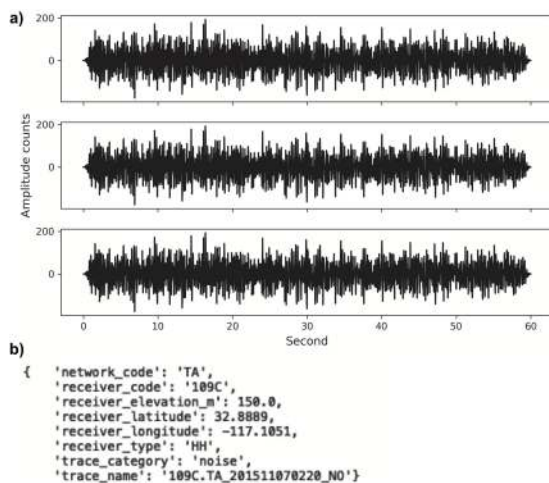 a)
200
0
200
Amplitude counts
0
200
0
0 10 20 30 40 50 60
Second
b)
{ 'network_code': 'TA',
'receiver_code': '109C',
'receiver_elevation_m': 150.0,
'receiver_latitude': 32.8889,
'receiver_longitude': -117.1051,
'receiver_type': 'HH',
'trace_category': 'noise',
'trace_name': '109C.TA_201511070220_NO'}